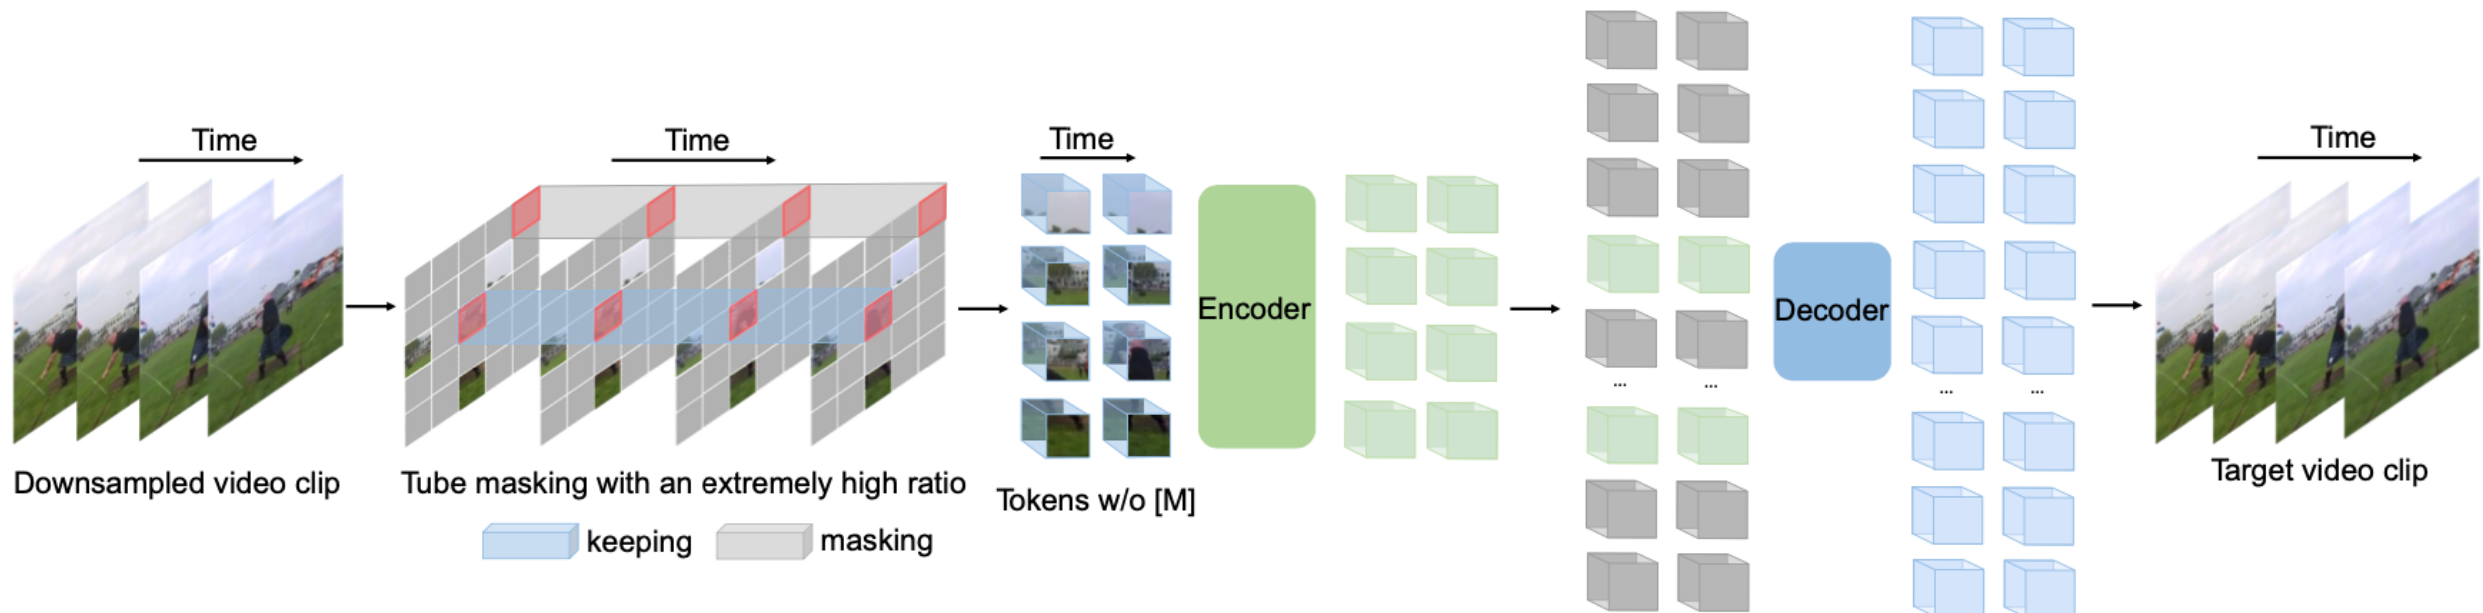 Time
Time
Time
Time
Encoder
Decoder
...
...
...
...
Downsampled video clip
Tube masking with an extremely high ratio
Tokens w/o [M]
Target video clip
keeping
masking